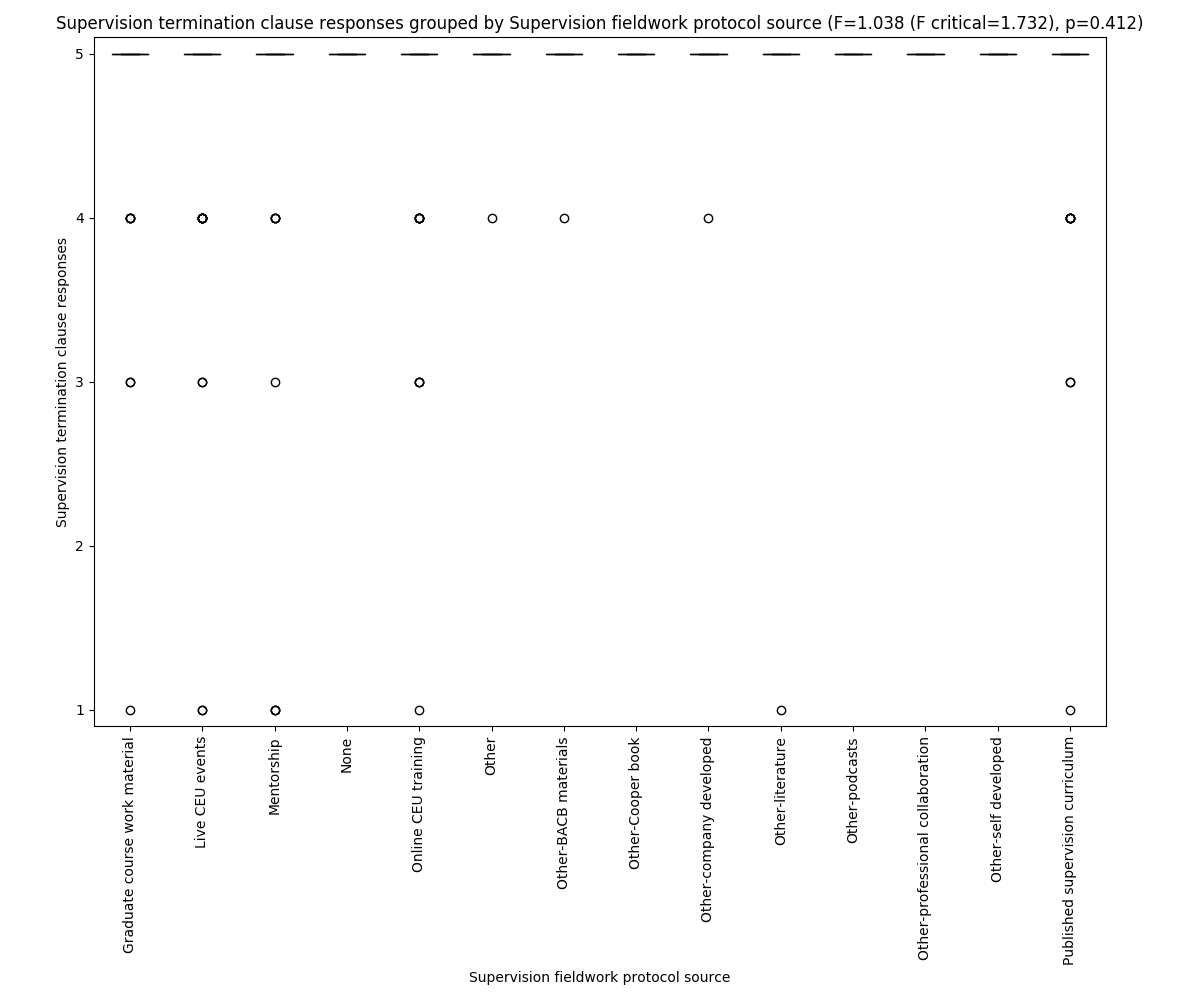 Supervision termination clause responses grouped by Supervision fieldwork protocol source (F=1.038 (F critical=1.732), p=0.412)
Supervision termination clause responses
5
4
3
2
1
Graduate course work material
Live CEU events
Mentorship
None
Online CEU training
Other
Other-BACB materials
Other-Cooper book
Other-company developed
Other-literature
Other-podcasts
Other-professional collaboration
Other-self developed
Published supervision curriculum
Supervision fieldwork protocol source